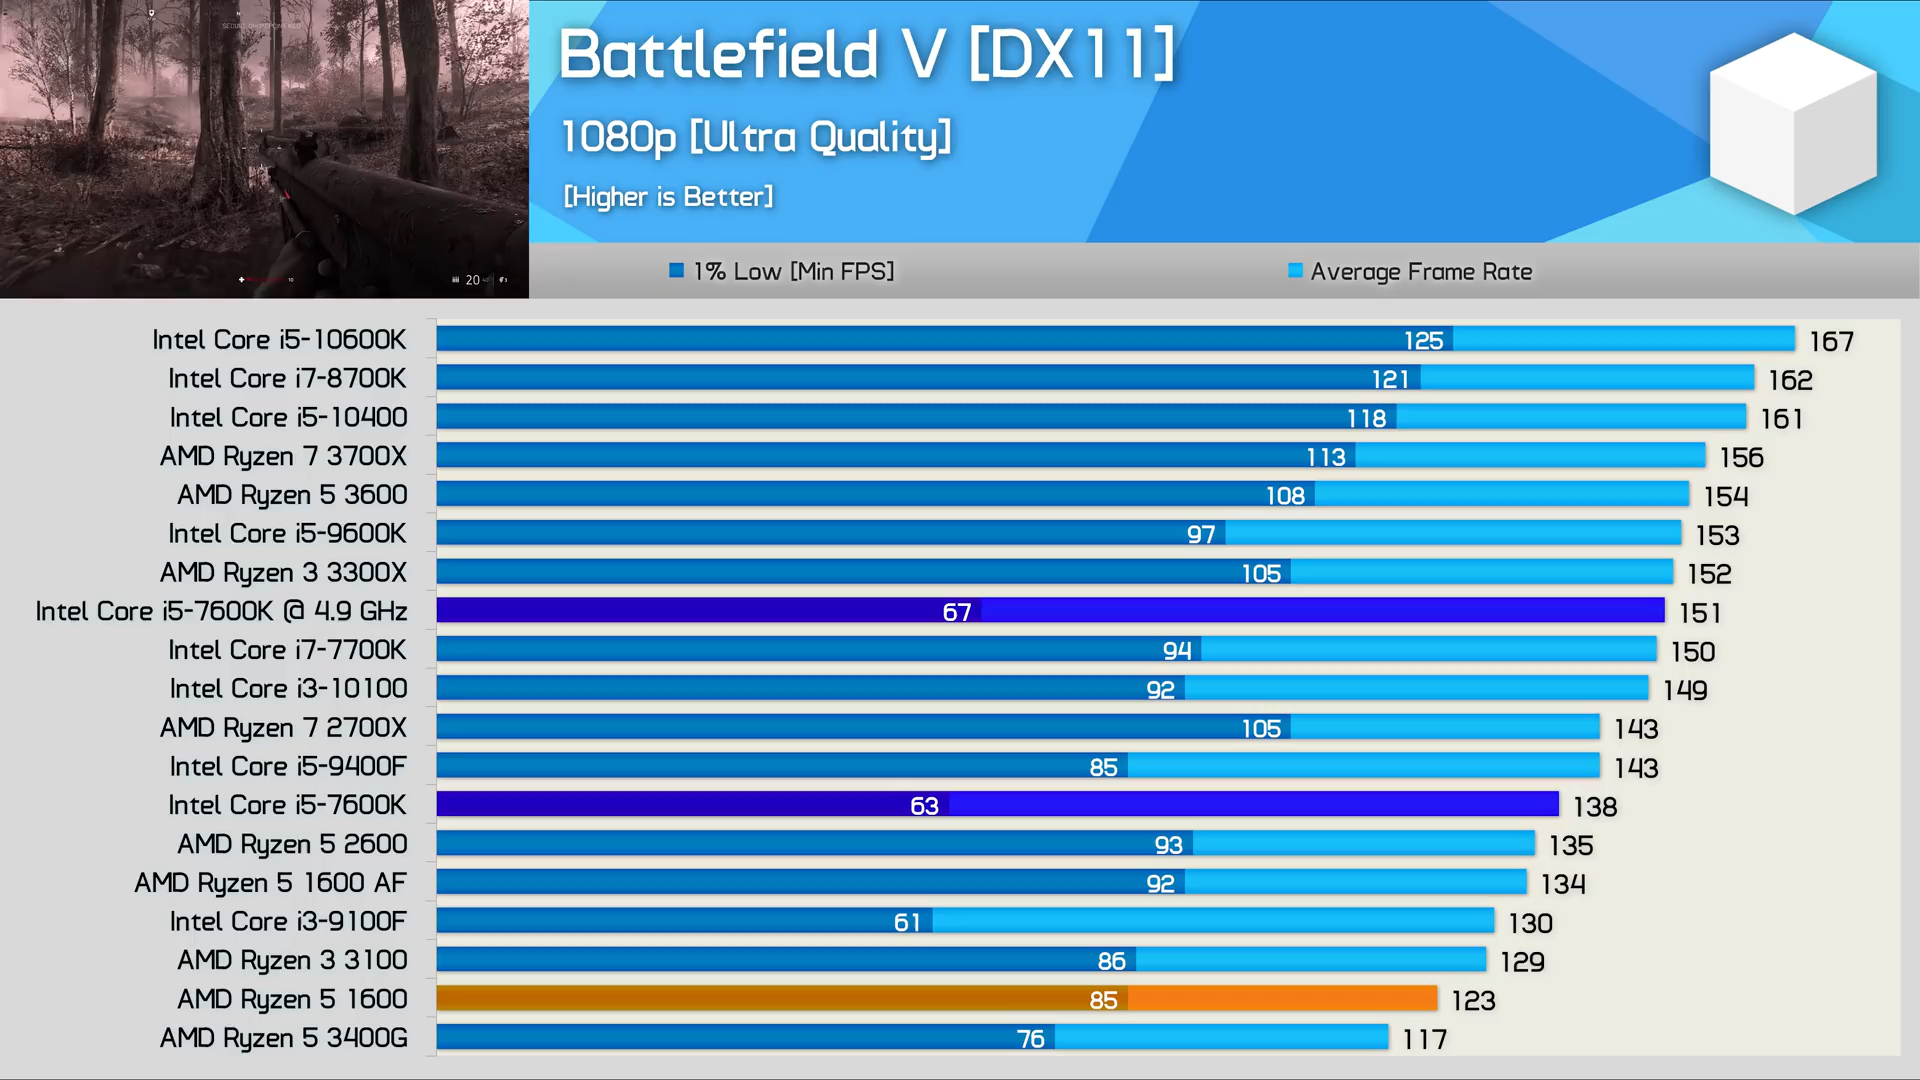 Battlefield V [DX11]
1080p [Ultra Quality]
[Higher is Better]
20
1% Low [Min FPS]
Average Frame Rate
Intel Core i5-10600K 125 167
Intel Core i7-8700K 121 162
Intel Core i5-10400 118 161
AMD Ryzen 7 3700X 113 156
AMD Ryzen 5 3600 108 154
Intel Core i5-9600K 97 153
AMD Ryzen 3 3300X 105 152
Intel Core i5-7600K @ 4.9 GHz 67 151
Intel Core i7-7700K 94 150
Intel Core i3-10100 92 149
AMD Ryzen 7 2700X 105 143
Intel Core i5-9400F 85 143
Intel Core i5-7600K 63 138
AMD Ryzen 5 2600 93 135
AMD Ryzen 5 1600 AF 92 134
Intel Core i3-9100F 61 130
AMD Ryzen 3 3100 86 129
AMD Ryzen 5 1600 85 123
AMD Ryzen 5 3400G 76 117